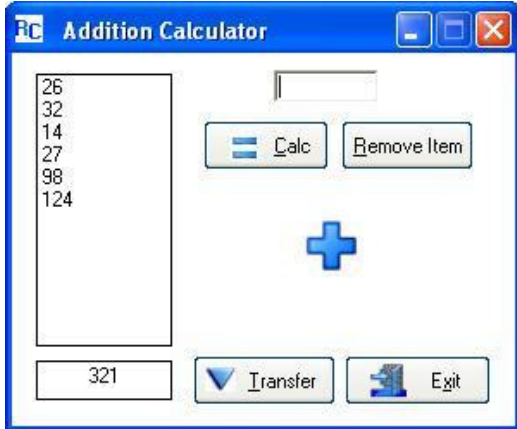 RC Addition Calculator
26
32
14
27
98
124
Calc
Remove Item
321
Transfer
Exit